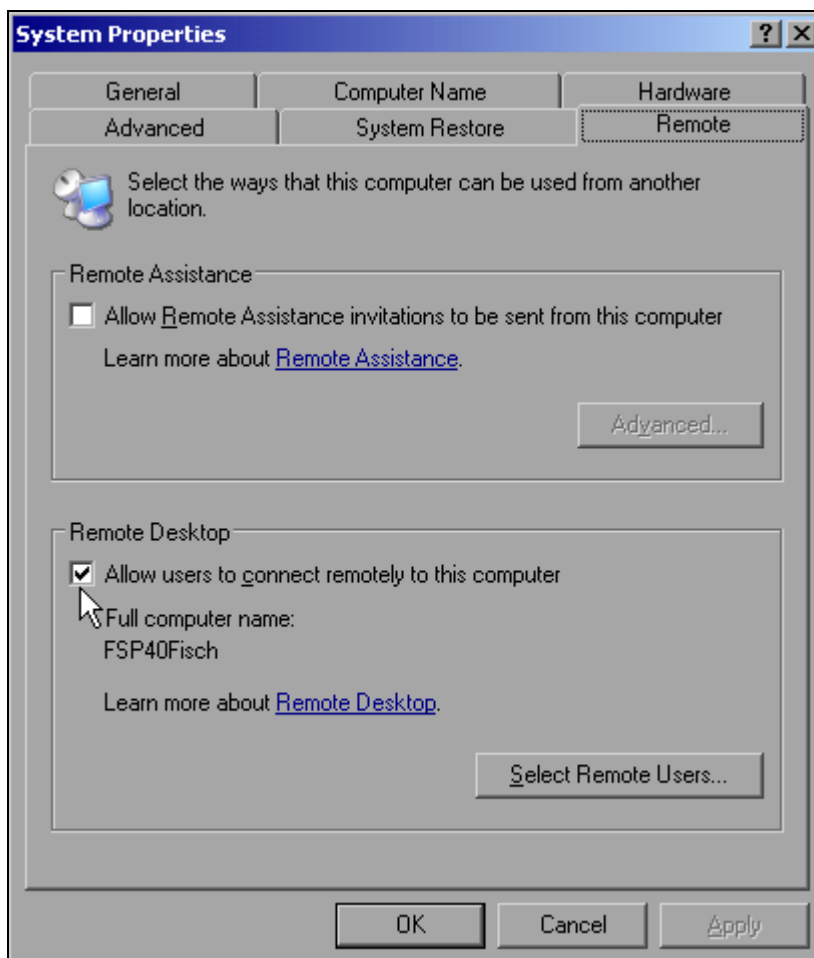 System Properties
General Computer Name Hardware
Advanced System Restore Remote
Select the ways that this computer can be used from another
location.
Remote Assistance
Allow Remote Assistance invitations to be sent from this computer
Learn more about Remote Assistance.
Advanced...
Remote Desktop
Allow users to connect remotely to this computer
Full computer name:
FSP40Fisch
Learn more about Remote Desktop.
Select Remote Users...
OK Cancel Apply